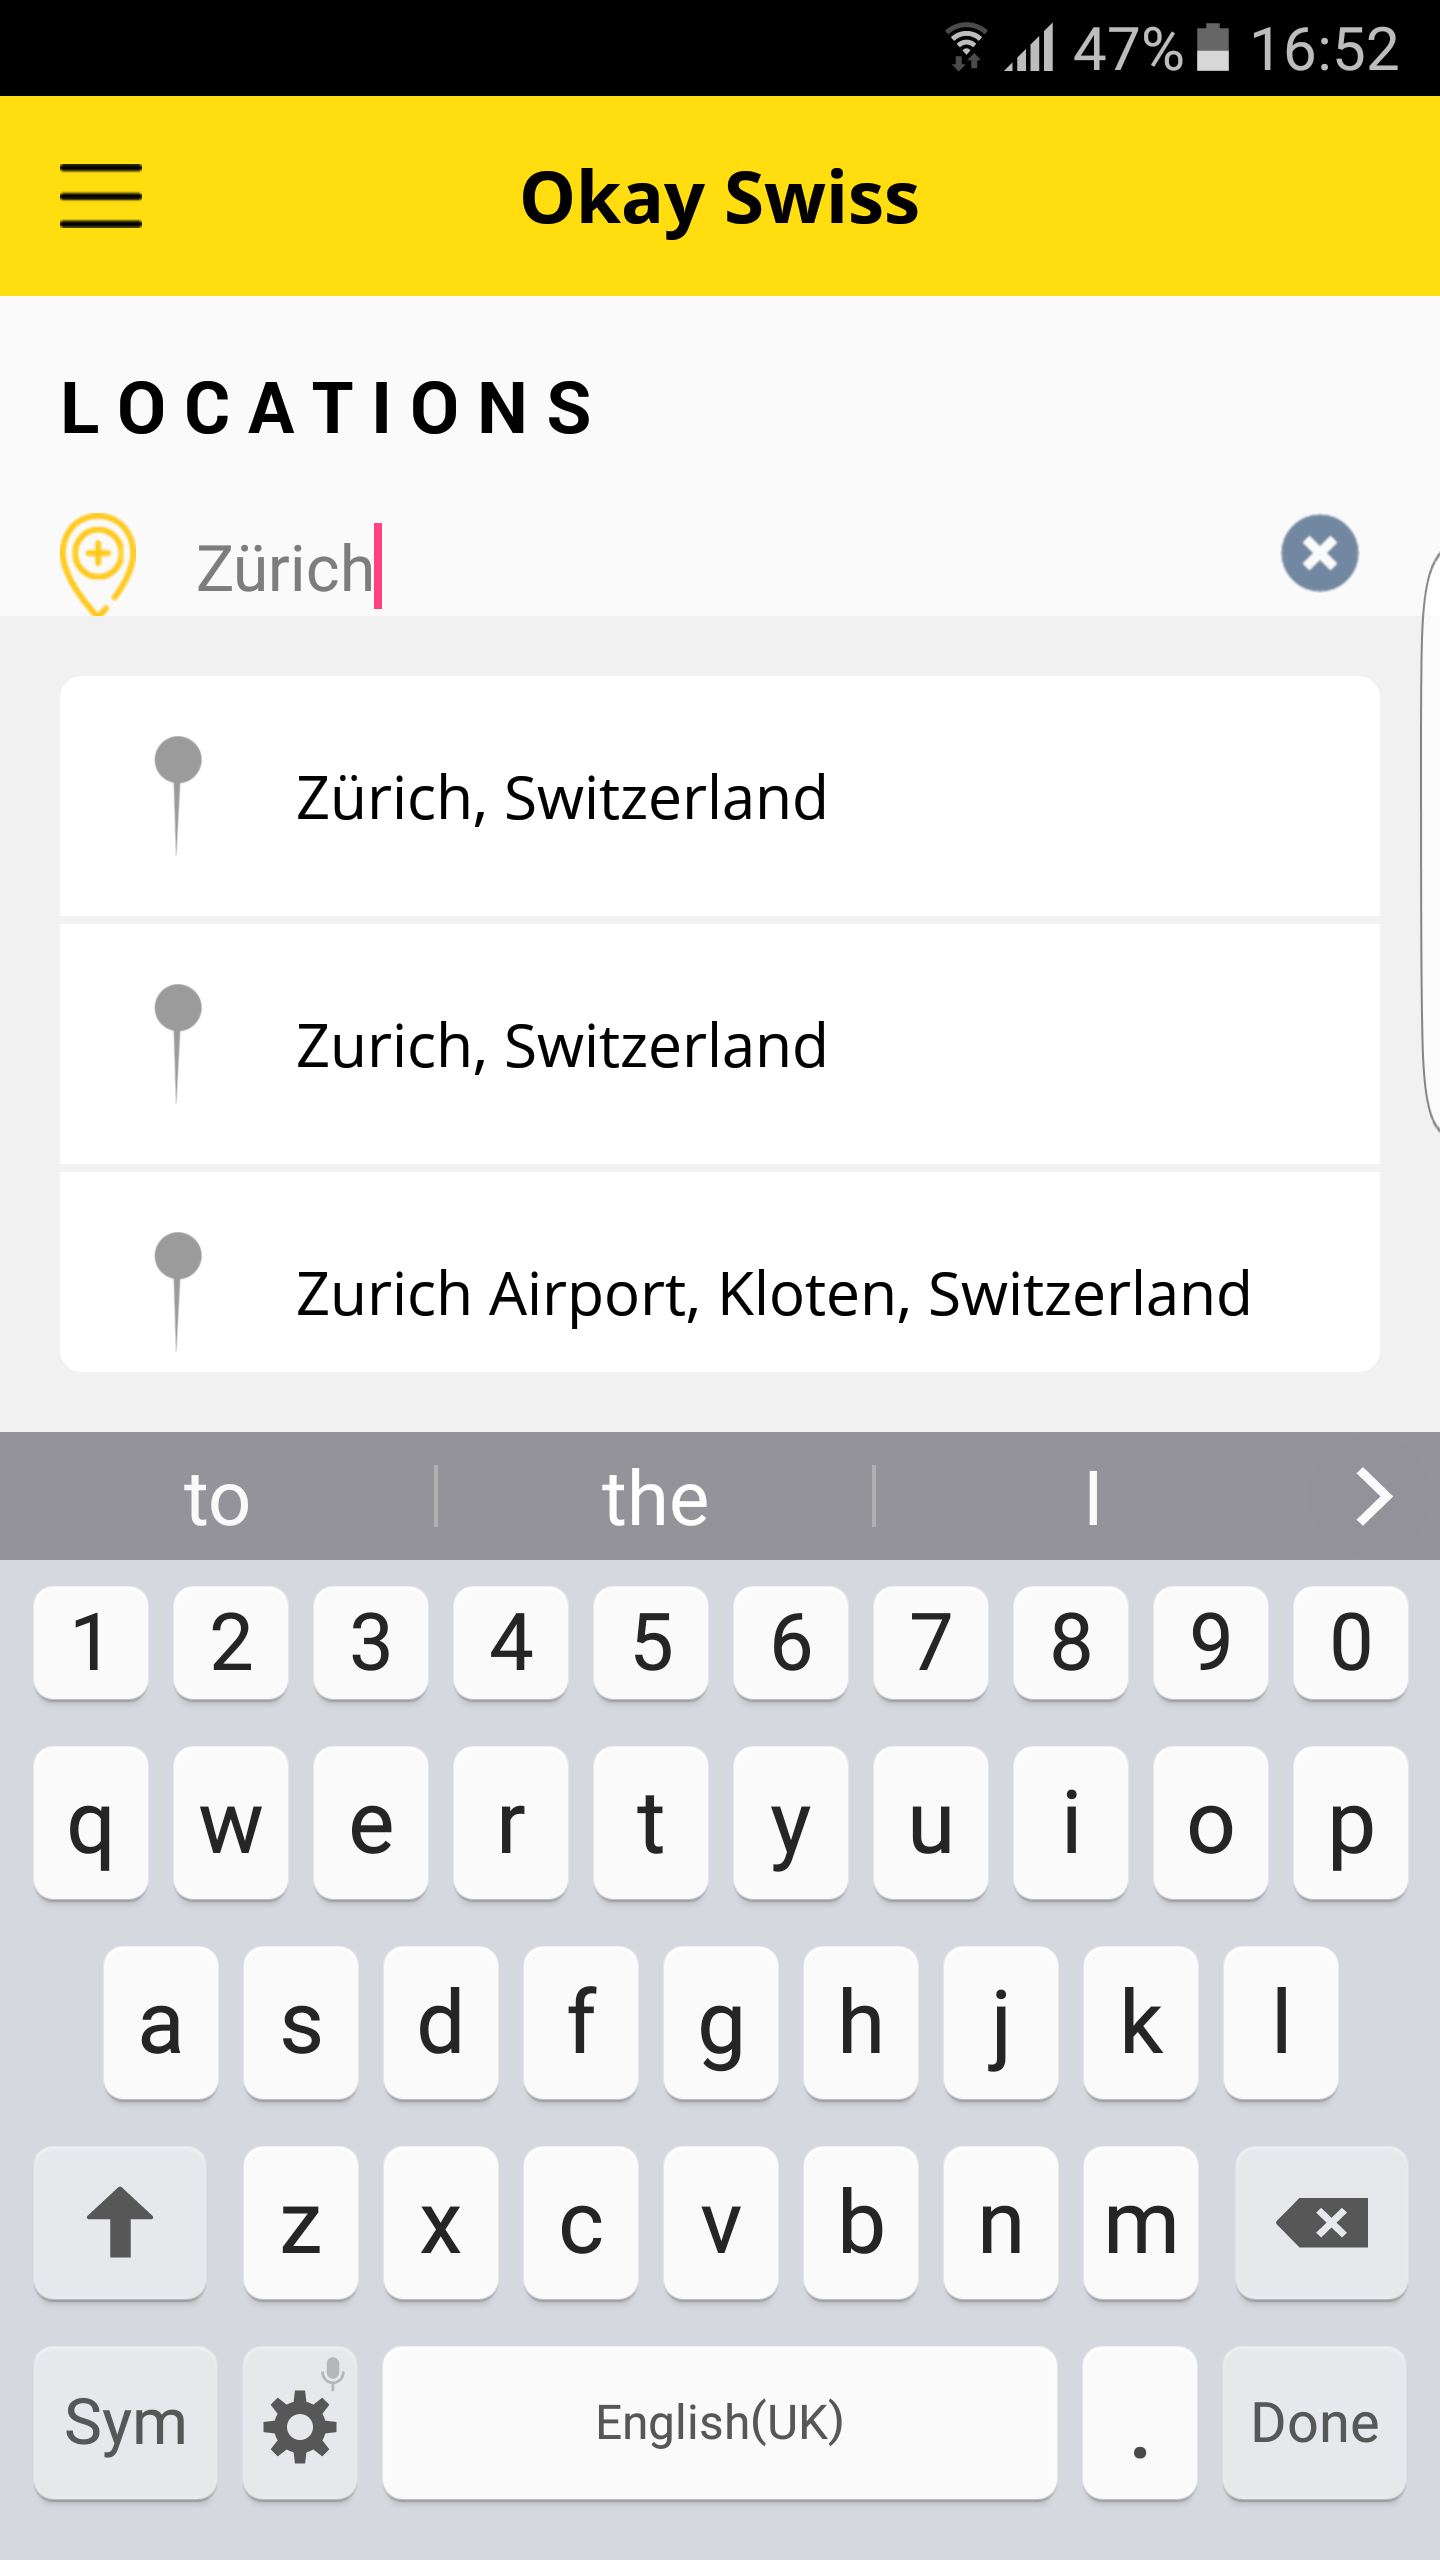 47% 16:52
Okay Swiss
LOCATIONS
Zürich
Zürich, Switzerland
Zurich, Switzerland
Zurich Airport, Kloten, Switzerland
to the I
1 2 3 4 5 6 7 8 9 0
q w e r t y u i o p
a s d f g h j k l
z x c v b n m
Sym English(UK) . Done